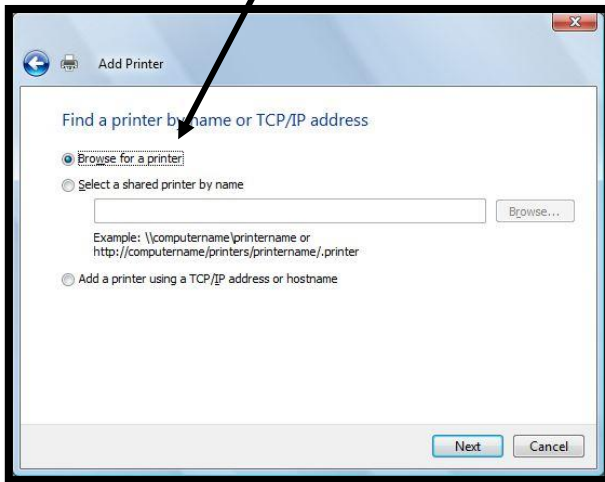 Add Printer
Find a printer by name or TCP/IP address
Browse for a printer
Select a shared printer by name
Browse...
Example: \\computername\printername or
http://computername/printers/printername/.printer
Add a printer using a TCP/IP address or hostname
Next Cancel